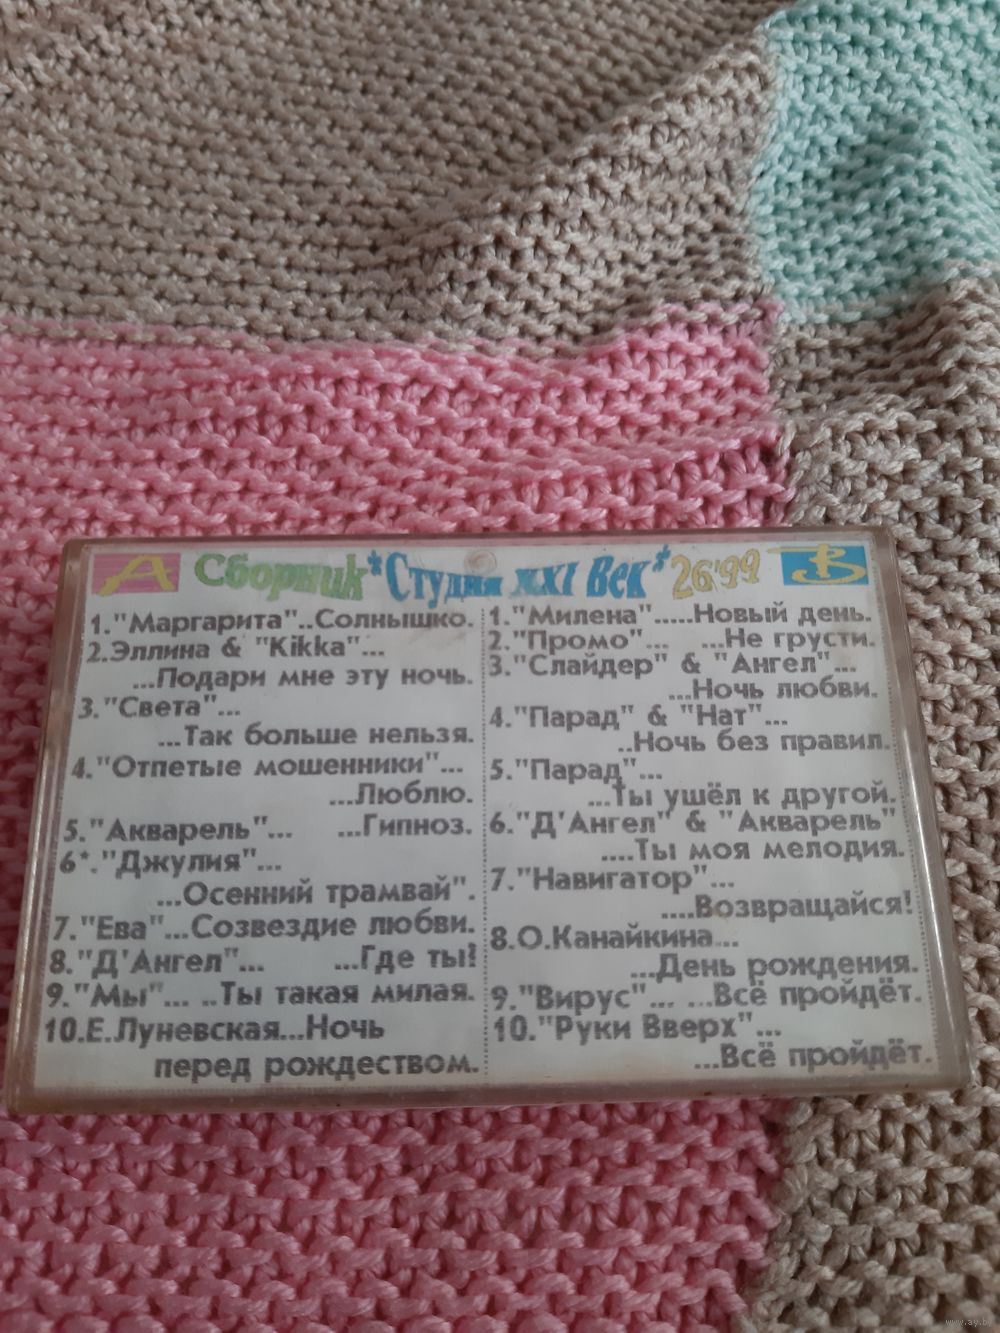 A Сборник *Студия XXI Век* 26'99 B
1."Маргарита"..Солнышко.
2.Эллина & "Kikka"...
...Подари мне эту ночь.
3."Света"...
...Так больше нельзя.
4."Отпетые мошенники"...
...Люблю.
5."Акварель"... ...Гипноз.
6*."Джулия"...
...Осенний трамвай".
7."Ева"...Созвездие любви.
8."Д'Ангел"... ...Где ты?
9."Мы"... ..Ты такая милая.
10.Е.Луневская...Ночь
перед рождеством.
1."Милена".....Новый день.
2."Промо"... ...Не грусти.
3."Слайдер" & "Ангел"...
...Ночь любви.
4."Парад" & "Нат"...
..Ночь без правил.
5."Парад"...
...Ты ушёл к другой.
6."Д'Ангел" & "Акварель"
....Ты моя мелодия.
7."Навигатор"...
....Возвращайся!
8.О.Канайкина...
...День рождения.
9."Вирус"... ...Всё пройдёт.
10."Руки Вверх"...
...Всё пройдёт.
www.ay.by